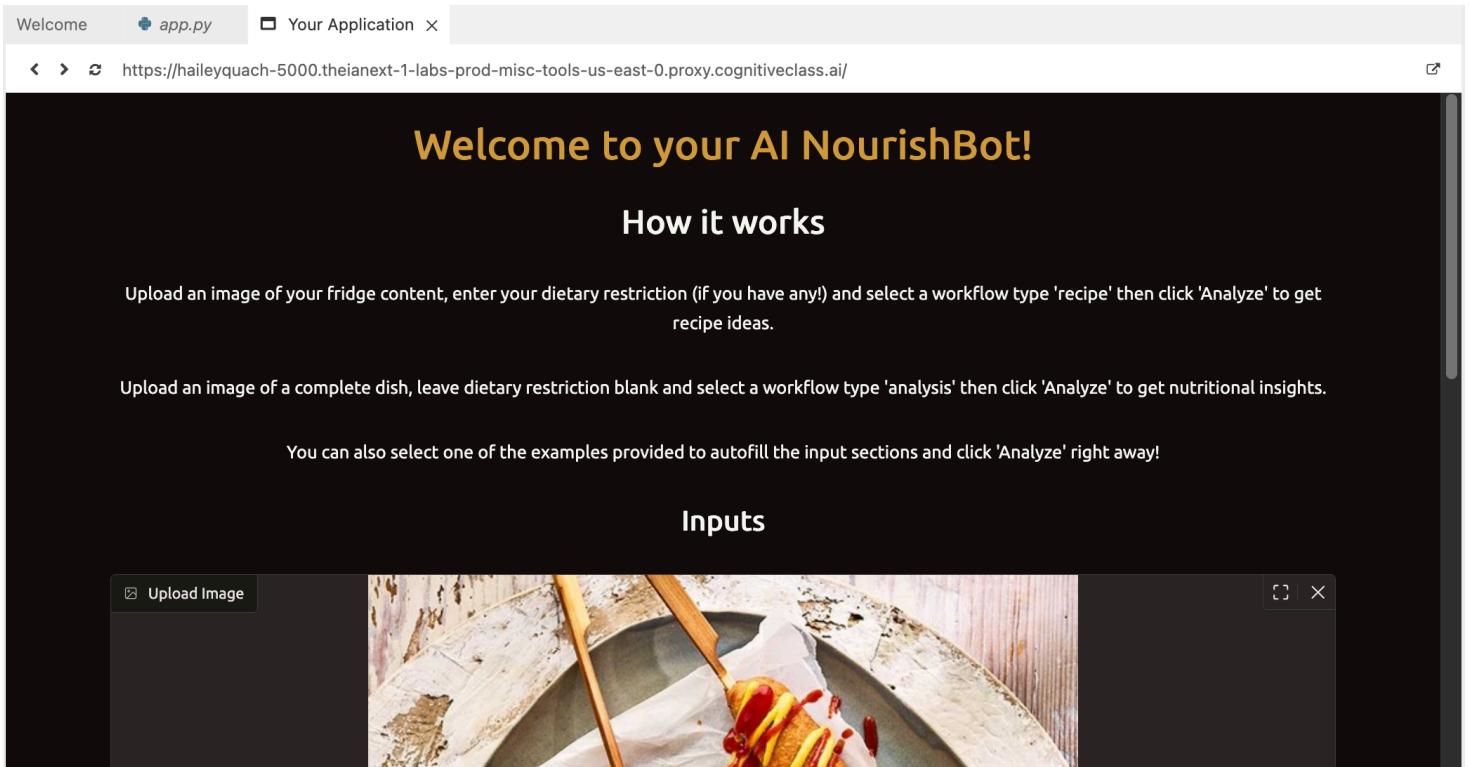 Welcome
app.py
Your Application
https://haileyquach-5000.theianext-1-labs-prod-misc-tools-us-east-0.proxy.cognitiveclass.ai/
Welcome to your AI NourishBot!
How it works
Upload an image of your fridge content, enter your dietary restriction (if you have any!) and select a workflow type 'recipe' then click 'Analyze' to get
recipe ideas.
Upload an image of a complete dish, leave dietary restriction blank and select a workflow type 'analysis' then click 'Analyze' to get nutritional insights.
You can also select one of the examples provided to autofill the input sections and click 'Analyze' right away!
Inputs
Upload Image